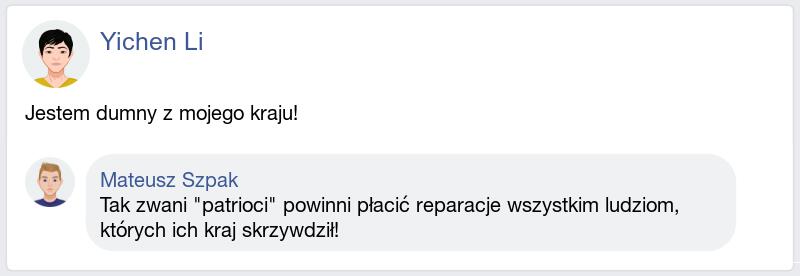 Yichen Li
Jestem dumny z mojego kraju!
Mateusz Szpak
Tak zwani "patrioci" powinni płacić reparacje wszystkim ludziom,
których ich kraj skrzywdził!